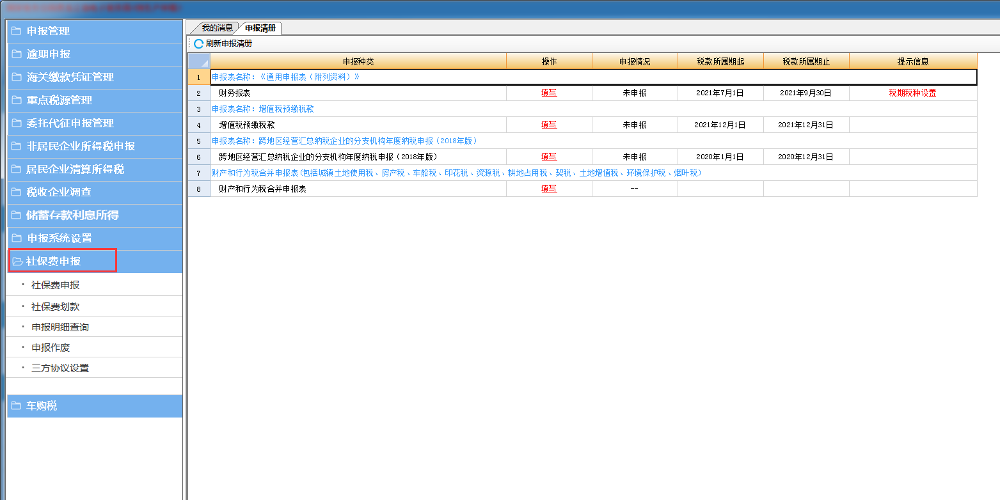 申报管理
逾期申报
海关缴款凭证管理
重点税源管理
委托代征申报管理
非居民企业所得税申报
居民企业清算所得税
税收企业调查
储蓄存款利息所得
申报系统设置
社保费申报
· 社保费申报
· 社保费划款
· 申报明细查询
· 申报作废
· 三方协议设置
车购税
我的消息 申报清册
刷新申报清册
申报种类 操作 申报情况 税款所属期起 税款所属期止 提示信息
1 申报表名称：《通用申报表（附列资料）》
2 财务报表 填写 未申报 2021年7月1日 2021年9月30日 税期税种设置
3 申报表名称：增值税预缴税款
4 增值税预缴税款 填写 未申报 2021年12月1日 2021年12月31日
5 申报表名称：跨地区经营汇总纳税企业的分支机构年度纳税申报（2018年版）
6 跨地区经营汇总纳税企业的分支机构年度纳税申报（2018年版） 填写 未申报 2020年1月1日 2020年12月31日
7 财产和行为税合并申报表(包括城镇土地使用税、房产税、车船税、印花税、资源税、耕地占用税、契税、土地增值税、环境保护税、烟叶税)
8 财产和行为税合并申报表 填写 --